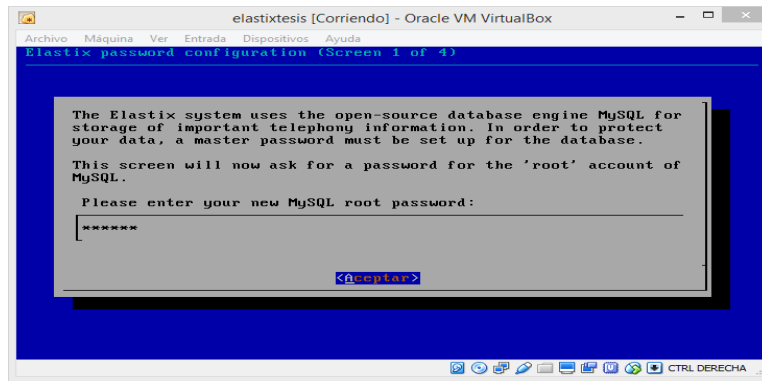 elastixtesis [Corriendo] - Oracle VM VirtualBox
Archivo Máquina Ver Entrada Dispositivos Ayuda
Elastix password configuration (Screen 1 of 4)
The Elastix system uses the open-source database engine MySQL for
storage of important telephony information. In order to protect
your data, a master password must be set up for the database.
This screen will now ask for a password for the 'root' account of
MySQL.
Please enter your new MySQL root password:
******
<Aceptar>
CTRL DERECHA